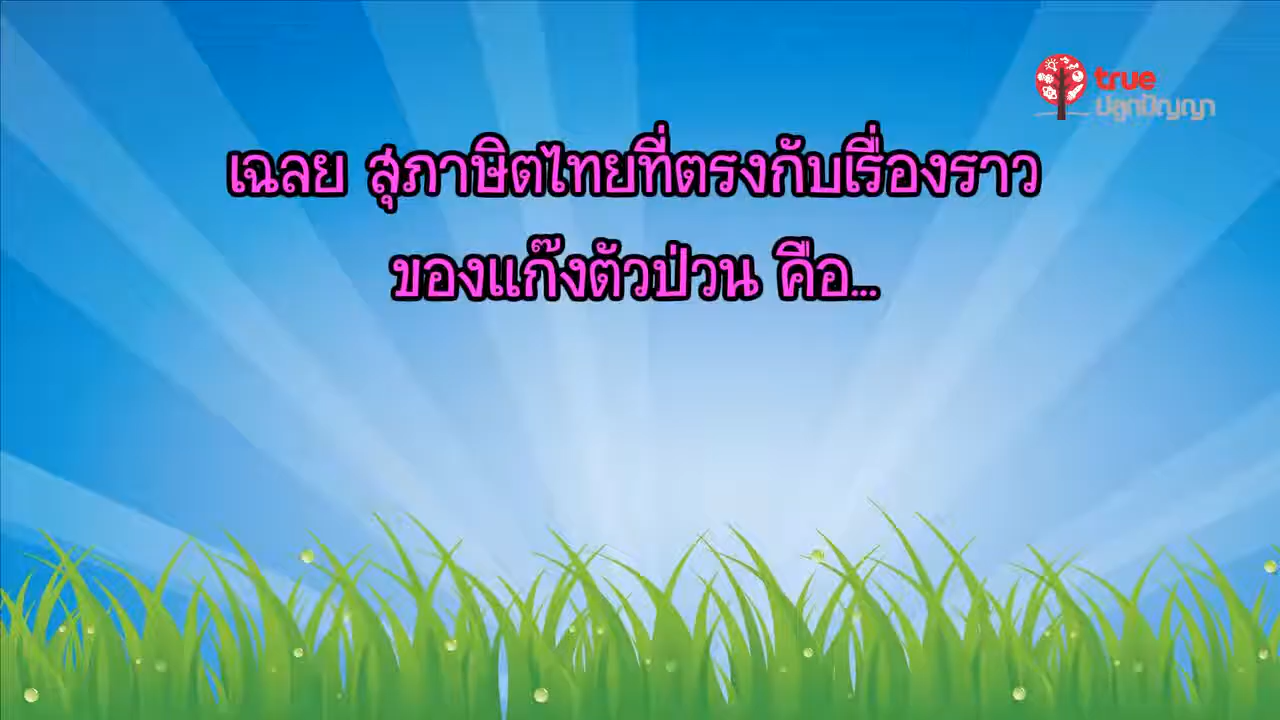 true
ปลูกปัญญา
เฉลย สุภาษิตไทยที่ตรงกับเรื่องราว
ของแก๊งตัวป่วน คือ...